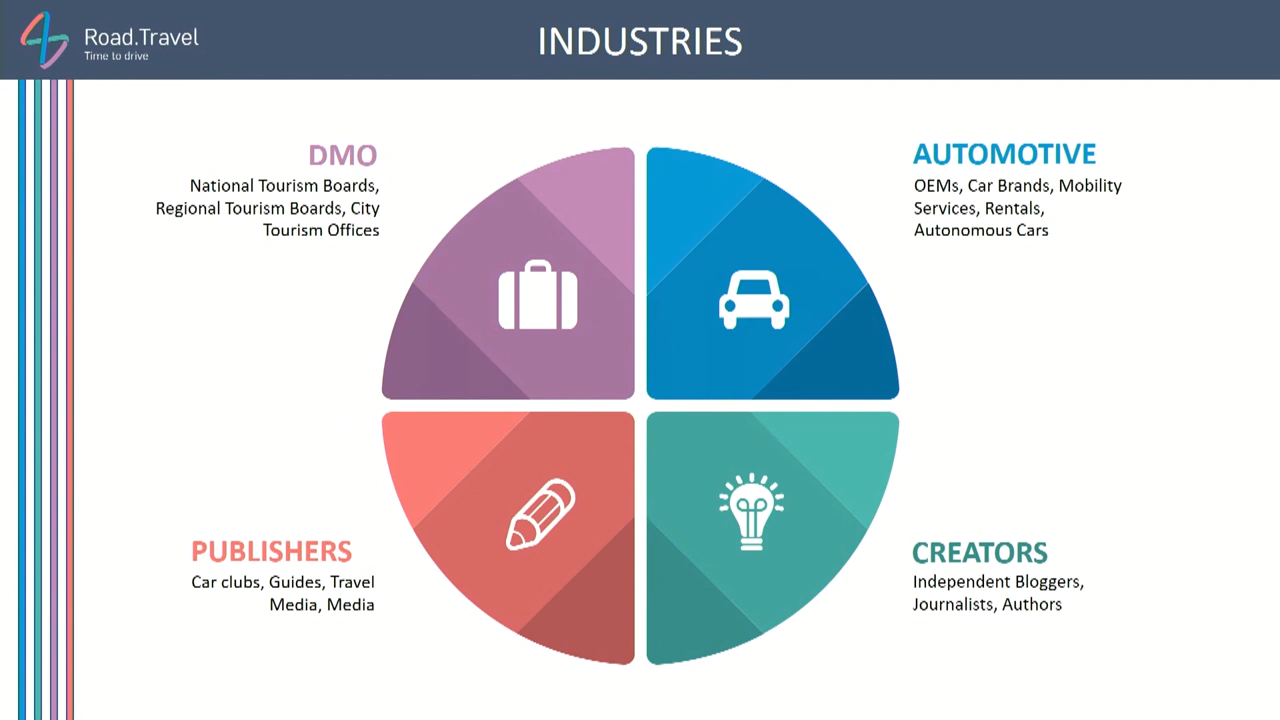 Road.Travel
Time to drive
INDUSTRIES
DMO
National Tourism Boards,
Regional Tourism Boards, City
Tourism Offices
AUTOMOTIVE
OEMs, Car Brands, Mobility
Services, Rentals,
Autonomous Cars
PUBLISHERS
Car clubs, Guides, Travel
Media, Media
CREATORS
Independent Bloggers,
Journalists, Authors